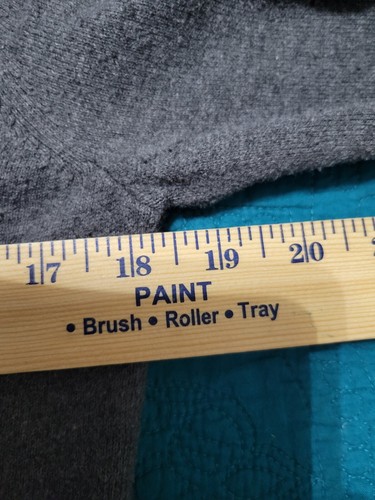 17 18 19 20
PAINT
• Brush • Roller • Tray